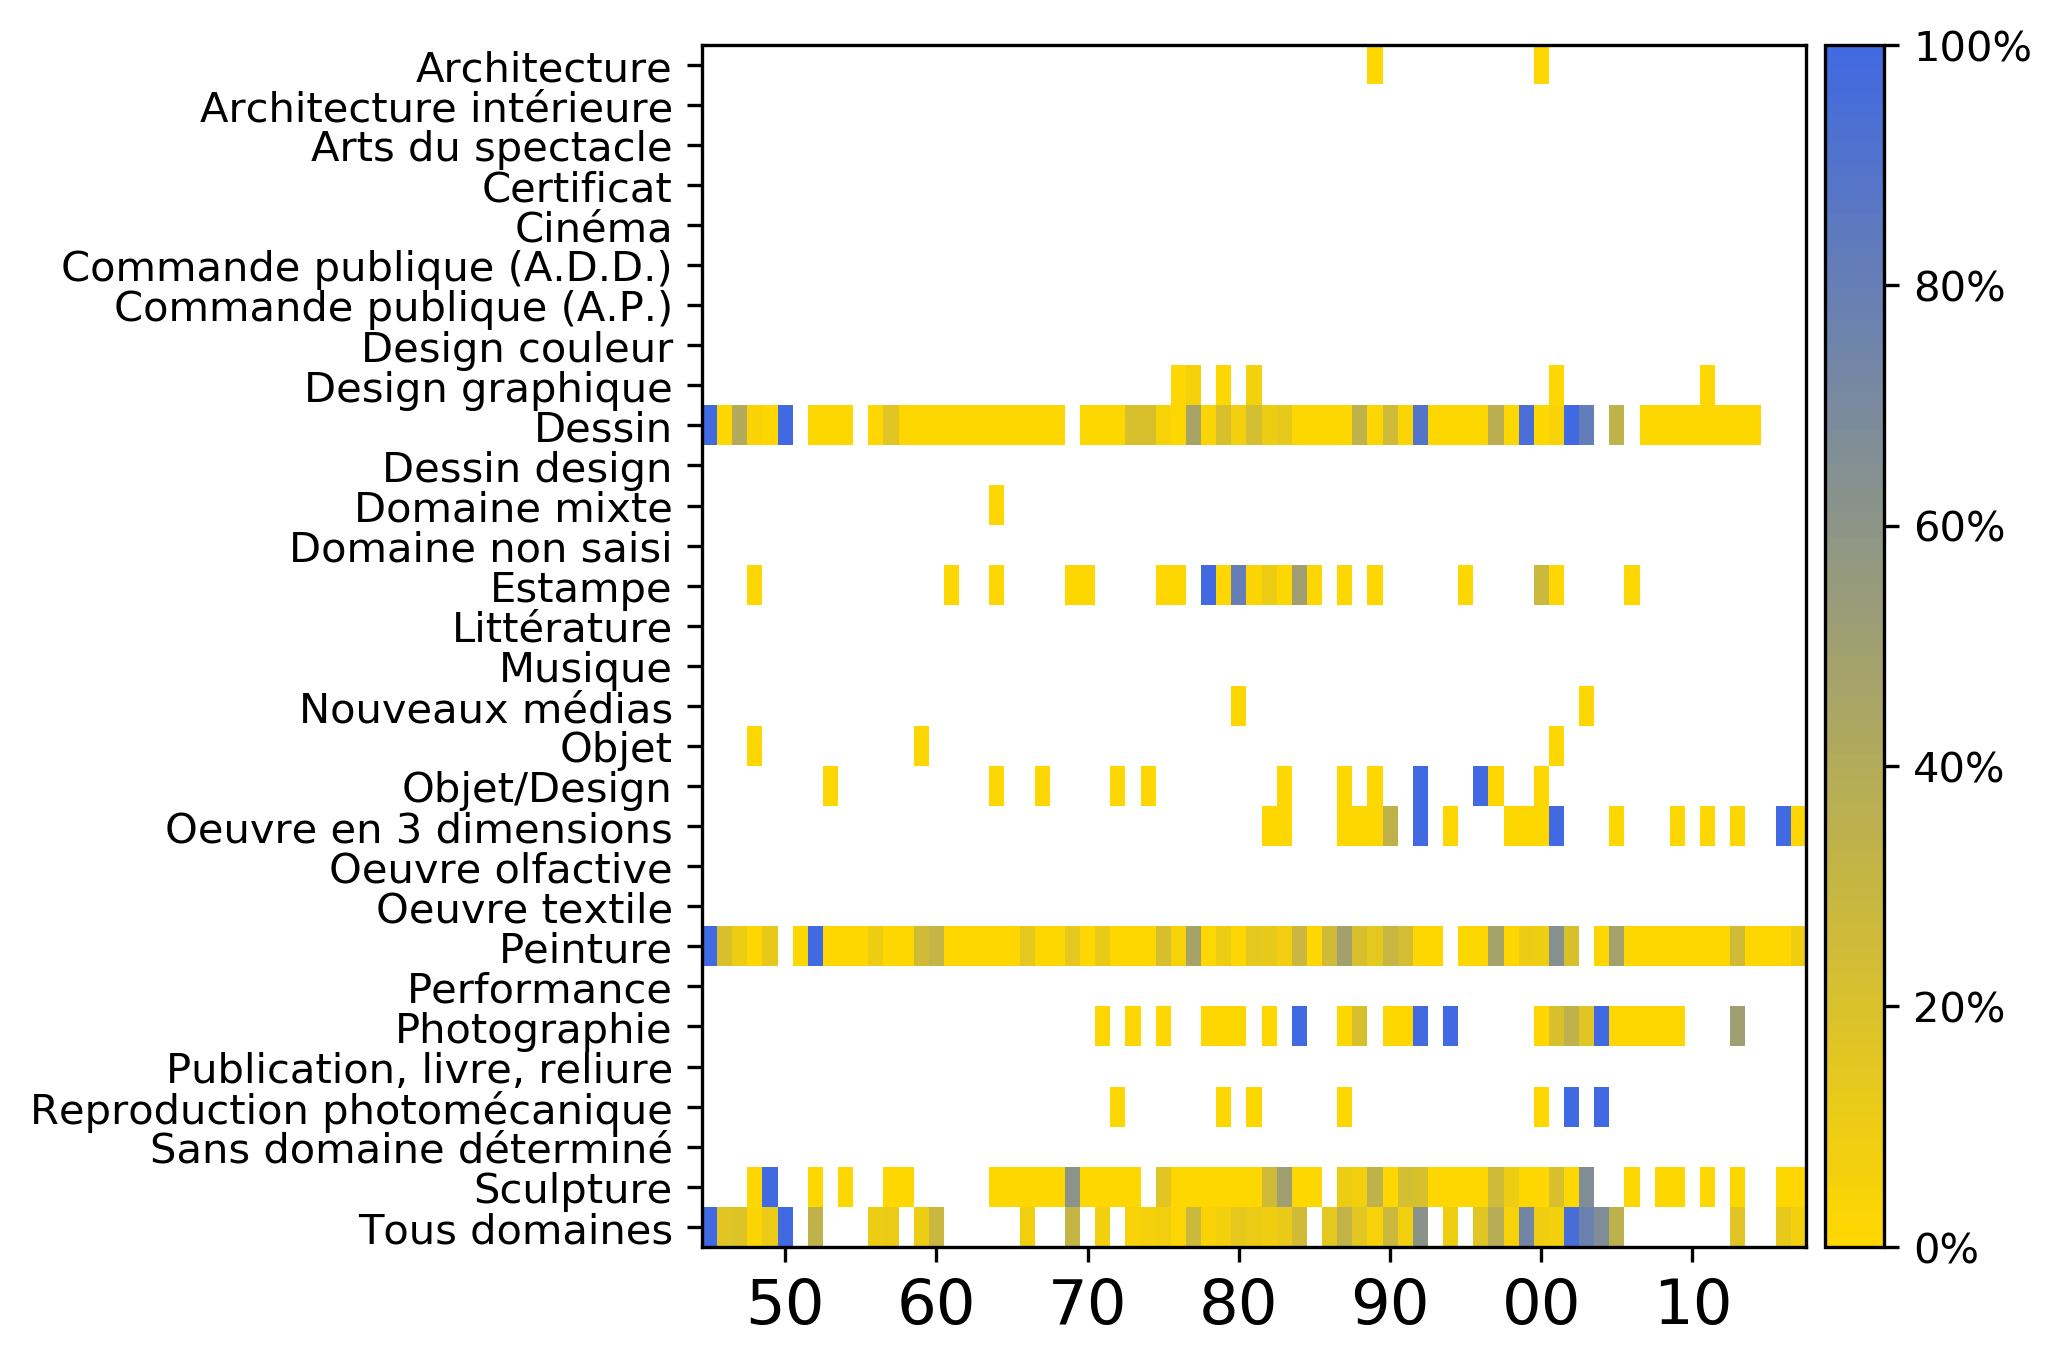 Architecture
Architecture intérieure
Arts du spectacle
Certificat
Cinéma
Commande publique (A.D.D.)
Commande publique (A.P.)
Design couleur
Design graphique
Dessin
Dessin design
Domaine mixte
Domaine non saisi
Estampe
Littérature
Musique
Nouveaux médias
Objet
Objet/Design
Oeuvre en 3 dimensions
Oeuvre olfactive
Oeuvre textile
Peinture
Performance
Photographie
Publication, livre, reliure
Reproduction photomécanique
Sans domaine déterminé
Sculpture
Tous domaines
50 60 70 80 90 00 10
100%
80%
60%
40%
20%
0%